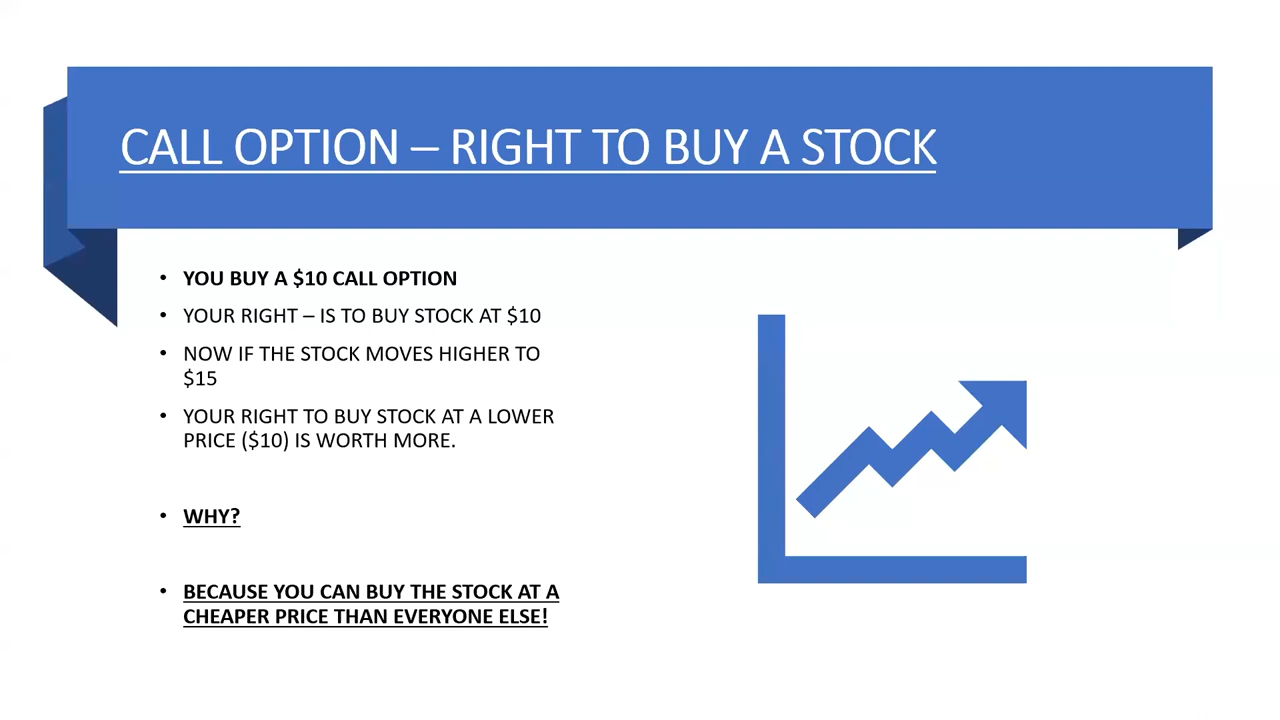 CALL OPTION – RIGHT TO BUY A STOCK
• YOU BUY A $10 CALL OPTION
• YOUR RIGHT – IS TO BUY STOCK AT $10
• NOW IF THE STOCK MOVES HIGHER TO
$15
• YOUR RIGHT TO BUY STOCK AT A LOWER
PRICE ($10) IS WORTH MORE.
• WHY?
• BECAUSE YOU CAN BUY THE STOCK AT A
CHEAPER PRICE THAN EVERYONE ELSE!